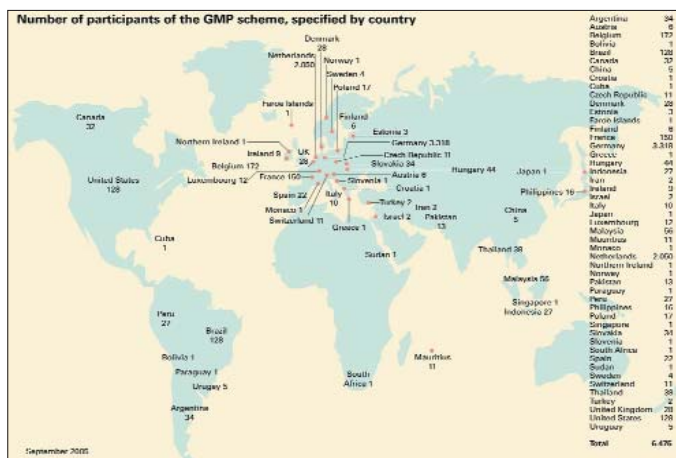 Number of participants of the GMP scheme, specified by country
Denmark
28
Netherlands
2.050
Norway 1
Sweden 4
Poland 17
Faroe Islands
1
Finland
6
Canada
32
Estonia 3
Northern Ireland 1
Germany 3.318
Ireland 9
UK
28
Czech Republic 11
Slovakia 34
Belgium 172
Hungary 44
Japan 1
Luxembourg 12
France 150
Austria 6
Slovenia 1
United States
128
Croatia 1
Philippines 16
Spain 22
Italy
10
Turkey 2
Iran 2
China
5
Monaco 1
Switzerland 11
Greece 1
Israel 2
Pakistan
13
Cuba
1
Sudan 1
Thailand 38
Malaysia 56
Singapore 1
Indonesia 27
Peru
27
Brazil
128
Bolivia 1
Mauritius
11
Paraguay 1
South
Africa 1
Urugay 5
Argentina
34
September 2005
Argentina 34
Austria 6
Belgium 172
Bolivia 1
Brazil 128
Canada 32
China 5
Croatia 1
Cuba 1
Czech Republic 11
Denmark 28
Estonia 3
Faroe Islands 1
Finland 6
France 150
Germany 3.318
Greece 1
Hungary 44
Indonesia 27
Iran 2
Ireland
Israel 2
Italy 10
Japan 1
Luxembourg 12
Malaysia 56
Mauritius 11
Monaco 1
Netherlands 2.050
Northern Ireland 1
Norway 1
Pakistan 13
Paraguay 1
Peru 27
Philippines 16
Poland 17
Singapore 1
Slovakia 34
Slovenia 1
South Africa 1
Spain 22
Sudan 1
Sweden 4
Switzerland 11
Thailand 38
Turkey 2
United Kingdom 28
United States 128
Uruguay 5
Total 6.476